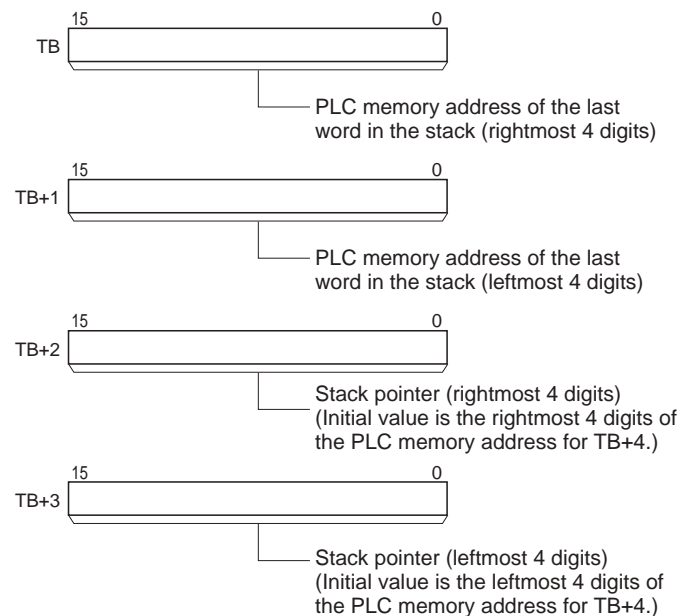 15 0
TB
PLC memory address of the last
word in the stack (rightmost 4 digits)
15 0
TB+1
PLC memory address of the last
word in the stack (leftmost 4 digits)
15 0
TB+2
Stack pointer (rightmost 4 digits)
(Initial value is the rightmost 4 digits of
the PLC memory address for TB+4.)
15 0
TB+3
Stack pointer (leftmost 4 digits)
(Initial value is the leftmost 4 digits of
the PLC memory address for TB+4.)